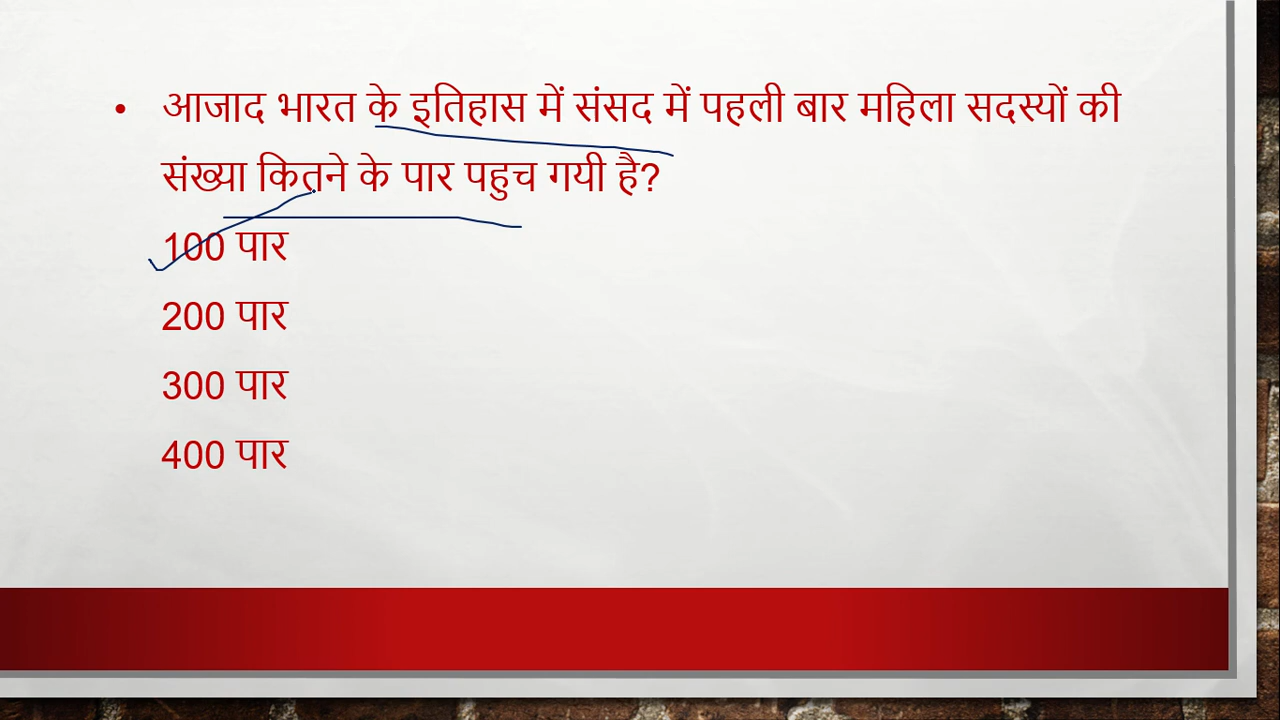 • आजाद भारत के इतिहास में संसद में पहली बार महिला सदस्यों की
संख्या कितने के पार पहुच गयी है?
100 पार
200 पार
300 पार
400 पार